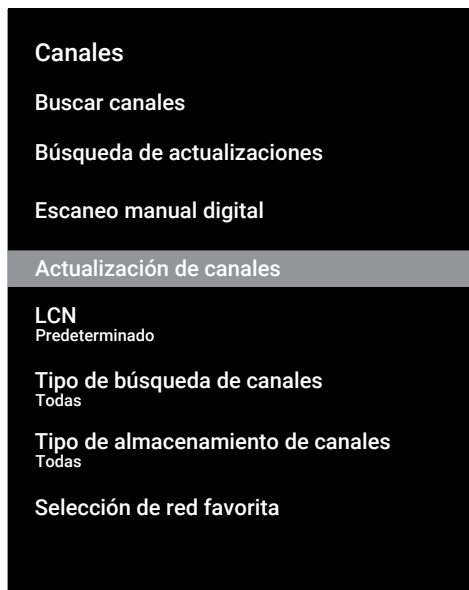 Canales
Buscar canales
Búsqueda de actualizaciones
Escaneo manual digital
Actualización de canales
LCN
Predeterminado
Tipo de búsqueda de canales
Todas
Tipo de almacenamiento de canales
Todas
Selección de red favorita